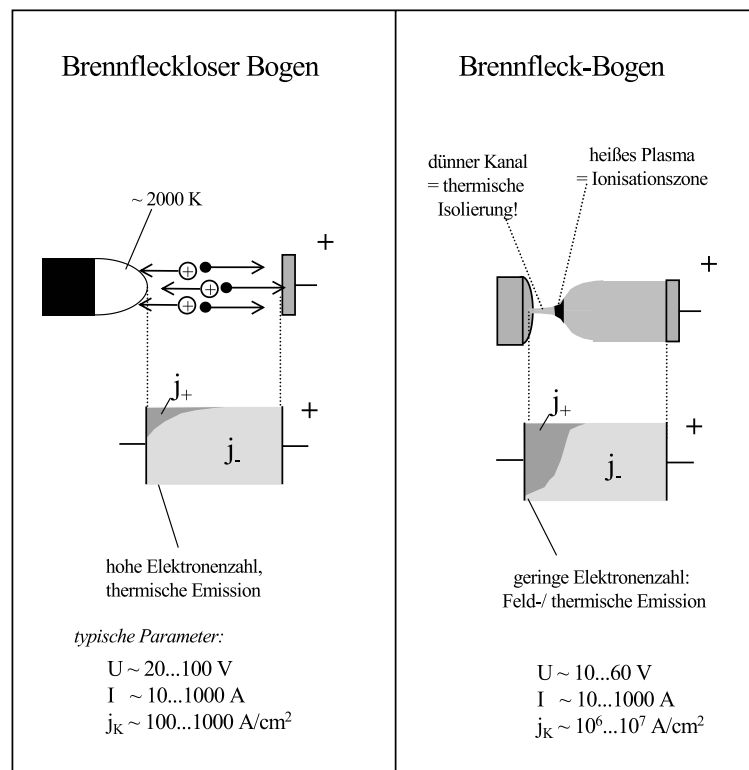 Brennfleckloser Bogen
~ 2000 K
+
+
+
+
j₊
+
j₋
hohe Elektronenzahl,
thermische Emission
typische Parameter:
U ~ 20...100 V
I ~ 10...1000 A
jK ~ 100...1000 A/cm²
Brennfleck-Bogen
dünner Kanal
= thermische
Isolierung!
heißes Plasma
= Ionisationszone
+
j₊
+
j₋
geringe Elektronenzahl:
Feld-/ thermische Emission
U ~ 10...60 V
I ~ 10...1000 A
jK ~ 10⁶...10⁷ A/cm²